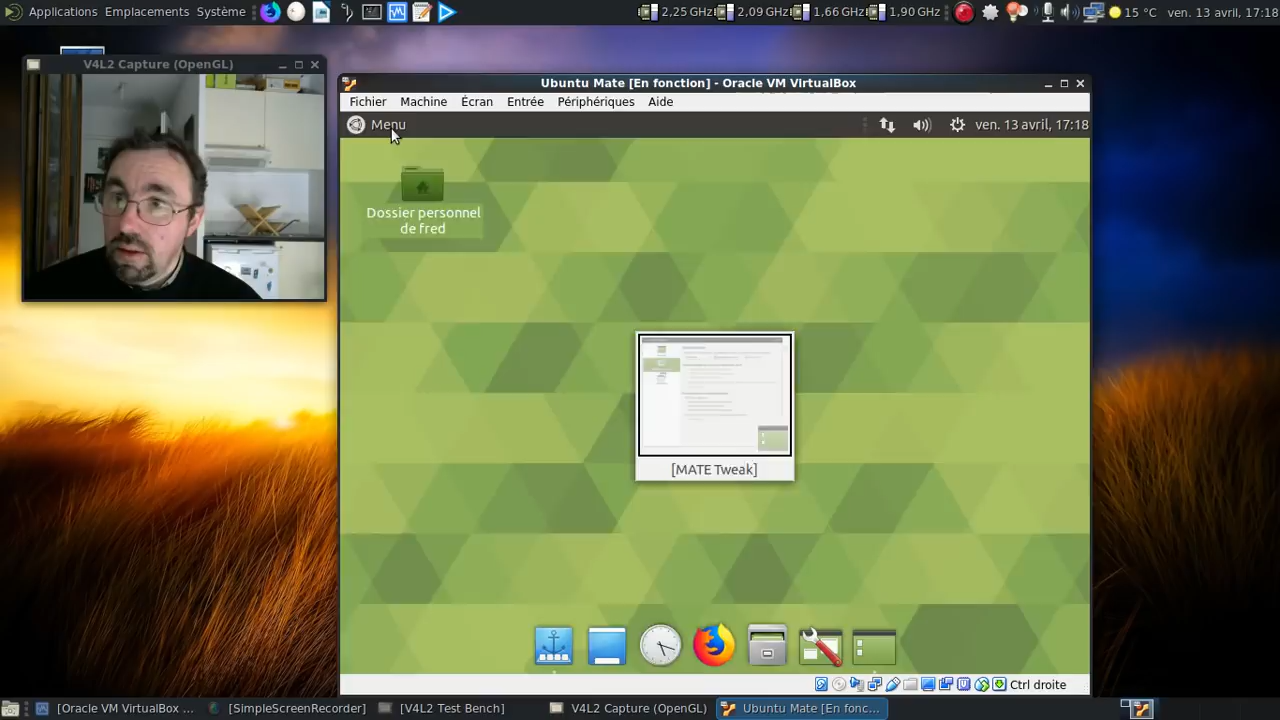 Applications Emplacements Système
2,25 GHz 2,09 GHz 1,66 GHz 1,90 GHz
15 °C ven. 13 avril, 17:18
V4L2 Capture (OpenGL)
Ubuntu Mate [En fonction] - Oracle VM VirtualBox
Fichier Machine Écran Entrée Périphériques Aide
Menu
ven. 13 avril, 17:18
Dossier personnel
de fred
[MATE Tweak]
Ctrl droite
[Oracle VM VirtualBox ...
[SimpleScreenRecorder]
[V4L2 Test Bench]
V4L2 Capture (OpenGL)
Ubuntu Mate [En fonc...